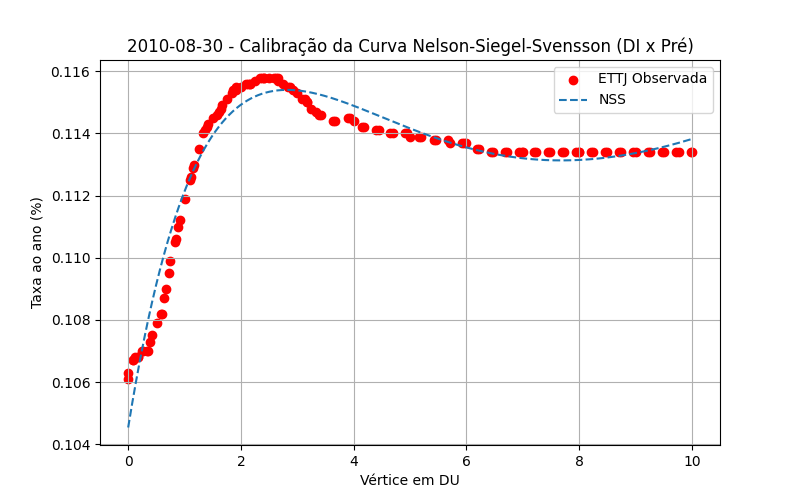 2010-08-30 - Calibração da Curva Nelson-Siegel-Svensson (DI x Pré)
ETTJ Observada
NSS
Taxa ao ano (%)
0.116
0.114
0.112
0.110
0.108
0.106
0.104
0 2 4 6 8 10
Vértice em DU